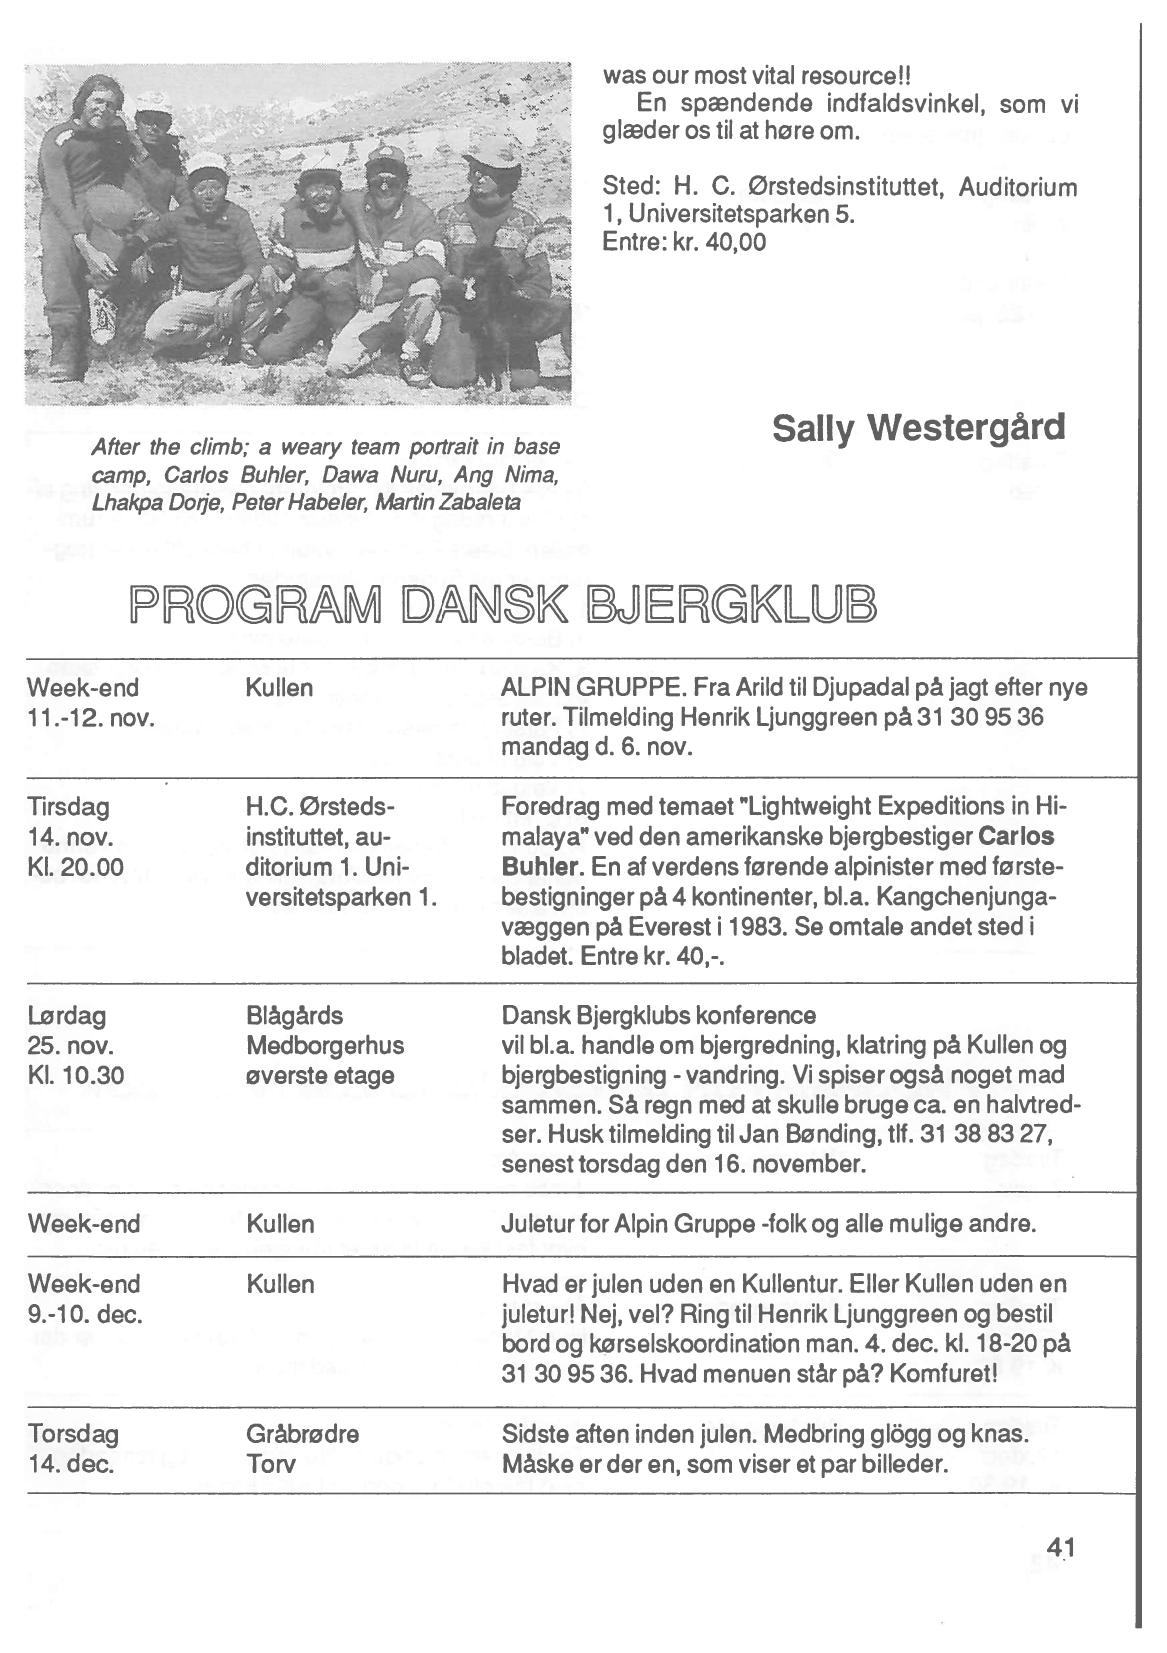 was our most vital resource!!
En spændende indfaldsvinkel, som vi
glæder os til at høre om.
Sted: H. C. Ørstedsinstituttet, Auditorium
1, Universitetsparken 5.
Entre: kr. 40,00
Sally Westergård
After the climb; a weary team portrait in base
camp, Carlos Buhler, Dawa Nuru, Ang Nima,
Lhakpa Dorje, Peter Habeler, Martin Zabaleta
PROGRAM DANSK BJERGKLUB
Week-end
11.-12. nov.
Kullen
ALPIN GRUPPE. Fra Arild til Djupadal på jagt efter nye
ruter. Tilmelding Henrik Ljunggreen på 31 30 95 36
mandag d. 6. nov.
Tirsdag
14. nov.
Kl. 20.00
H.C. Ørsteds-
instituttet, au-
ditorium 1. Uni-
versitetsparken 1.
Foredrag med temaet "Lightweight Expeditions in Hi-
malaya" ved den amerikanske bjergbestiger Carlos
Buhler. En af verdens førende alpinister med første-
bestigninger på 4 kontinenter, bl.a. Kangchenjunga-
væggen på Everest i 1983. Se omtale andet sted i
bladet. Entre kr. 40,-.
Lørdag
25. nov.
Kl. 10.30
Blågårds
Medborgerhus
øverste etage
Dansk Bjergklubs konference
vil bl.a. handle om bjergredning, klatring på Kullen og
bjergbestigning - vandring. Vi spiser også noget mad
sammen. Så regn med at skulle bruge ca. en halvtred-
ser. Husk tilmelding til Jan Bønding, tlf. 31 38 83 27,
senest torsdag den 16. november.
Week-end
Kullen
Juletur for Alpin Gruppe -folk og alle mulige andre.
Week-end
9.-10. dec.
Kullen
Hvad er julen uden en Kullentur. Eller Kullen uden en
juletur! Nej, vel? Ring til Henrik Ljunggreen og bestil
bord og kørselskoordination man. 4. dec. kl. 18-20 på
31 30 95 36. Hvad menuen står på? Komfuret!
Torsdag
14. dec.
Gråbrødre
Torv
Sidste aften inden julen. Medbring glögg og knas.
Måske er der en, som viser et par billeder.
41